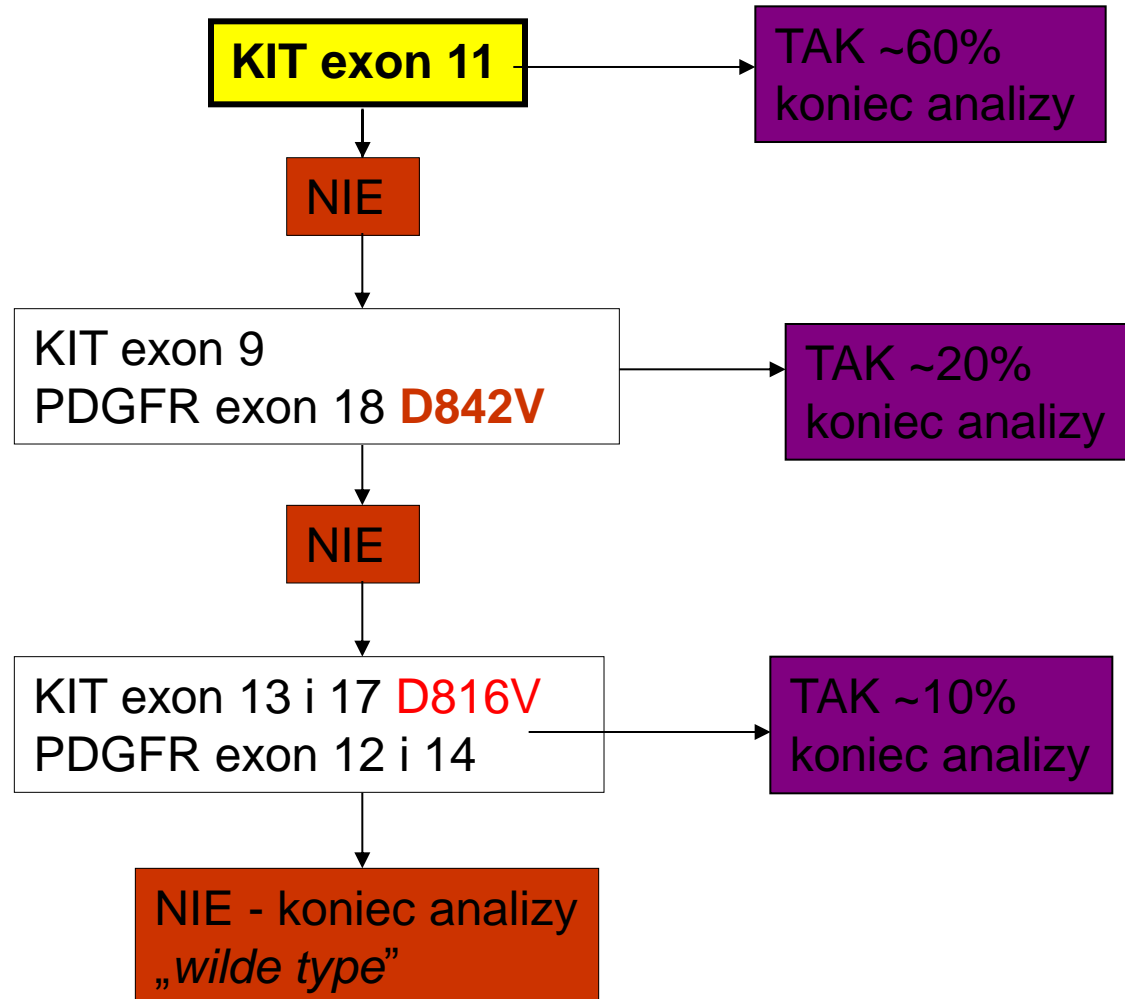 KIT exon 11
TAK ~60%
koniec analizy
NIE
KIT exon 9
PDGFR exon 18 D842V
TAK ~20%
koniec analizy
NIE
KIT exon 13 i 17 D816V
PDGFR exon 12 i 14
TAK ~10%
koniec analizy
NIE - koniec analizy
„wilde type”